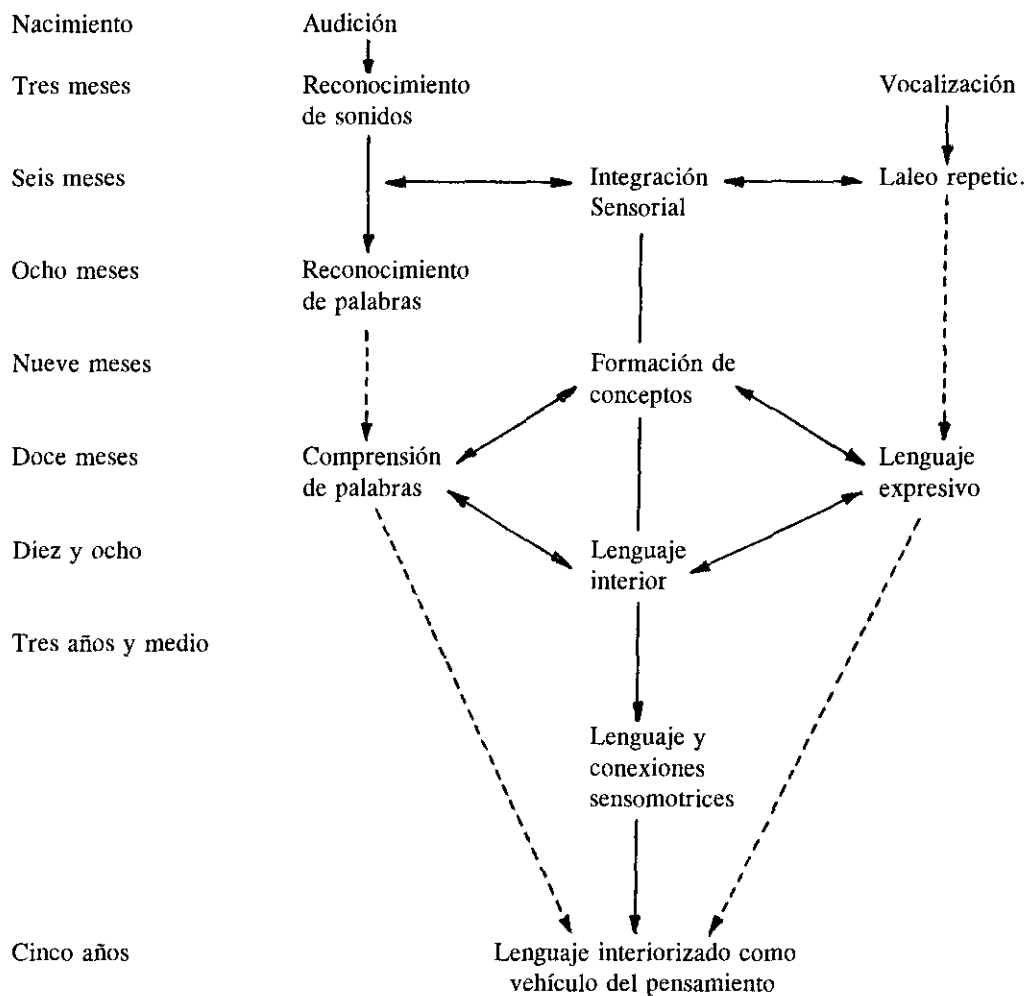 Nacimiento Audición
Tres meses Reconocimiento Vocalización
de sonidos
Seis meses Integración Laleo repetic.
Sensorial
Ocho meses Reconocimiento
de palabras
Nueve meses Formación de
conceptos
Doce meses Comprensión Lenguaje
de palabras expresivo
Diez y ocho Lenguaje
interior
Tres años y medio
Lenguaje y
conexiones
sensomotrices
Cinco años Lenguaje interiorizado como
vehículo del pensamiento